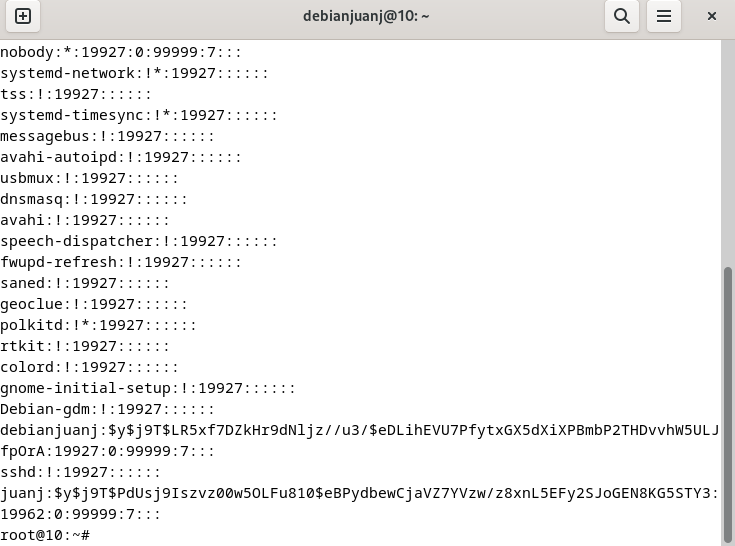 debianjuanj@10: ~
nobody:*:19927:0:99999:7:::
systemd-network:!*:19927::::::
tss:!:19927::::::
systemd-timesync:!*:19927::::::
messagebus:!:19927::::::
avahi-autoipd:!:19927::::::
usbmux:!:19927::::::
dnsmasq:!:19927::::::
avahi:!:19927::::::
speech-dispatcher:!:19927::::::
fwupd-refresh:!:19927::::::
saned:!:19927::::::
geoclue:!:19927::::::
polkitd:!*:19927::::::
rtkit:!:19927::::::
colord:!:19927::::::
gnome-initial-setup:!:19927::::::
Debian-gdm:!:19927::::::
debianjuanj:$y$j9T$LR5xf7DZkHr9dNljz//u3/$eDLihEVU7PfytxGX5dXiXPBmbP2THDvvhW5ULJ
fpOrA:19927:0:99999:7:::
sshd:!:19927::::::
juanj:$y$j9T$PdUsj9Iszvz00w5OLFu810$eBPydbewCjaVZ7YVzw/z8xnL5EFy2SJoGEN8KG5STY3:
19962:0:99999:7:::
root@10:~#